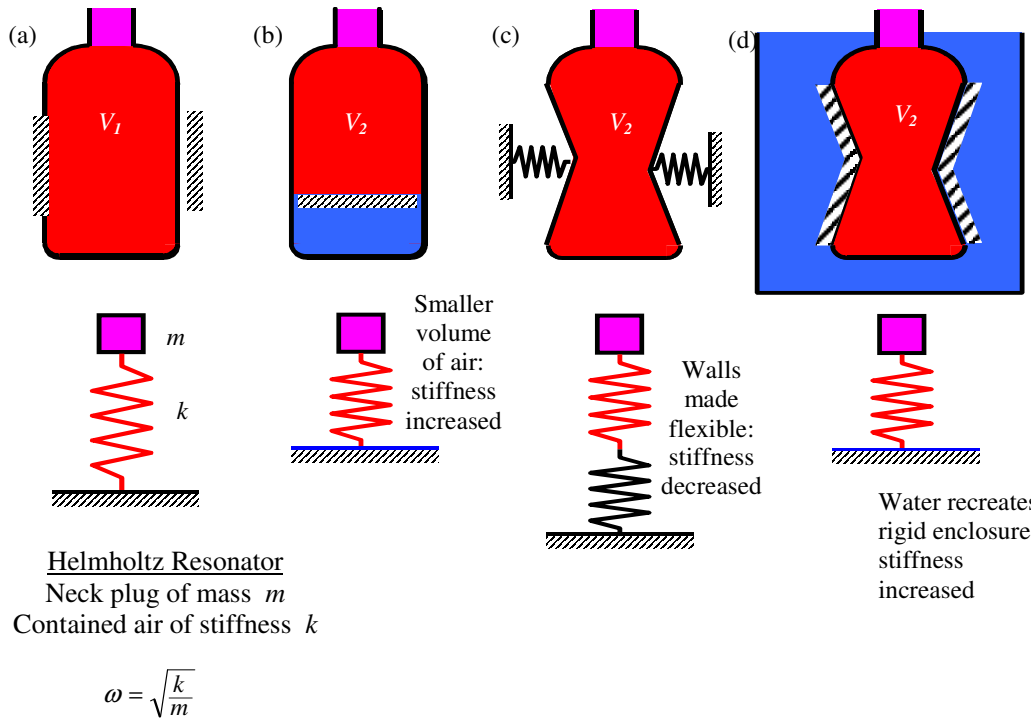 (a)
(b)
(c)
(d)
V1
V2
V2
V2
m
k
Smaller
volume
of air:
stiffness
increased
Walls
made
flexible:
stiffness
decreased
Water recreates
rigid enclosure
stiffness
increased
Helmholtz Resonator
Neck plug of mass m
Contained air of stiffness k
ω = √(k/m)